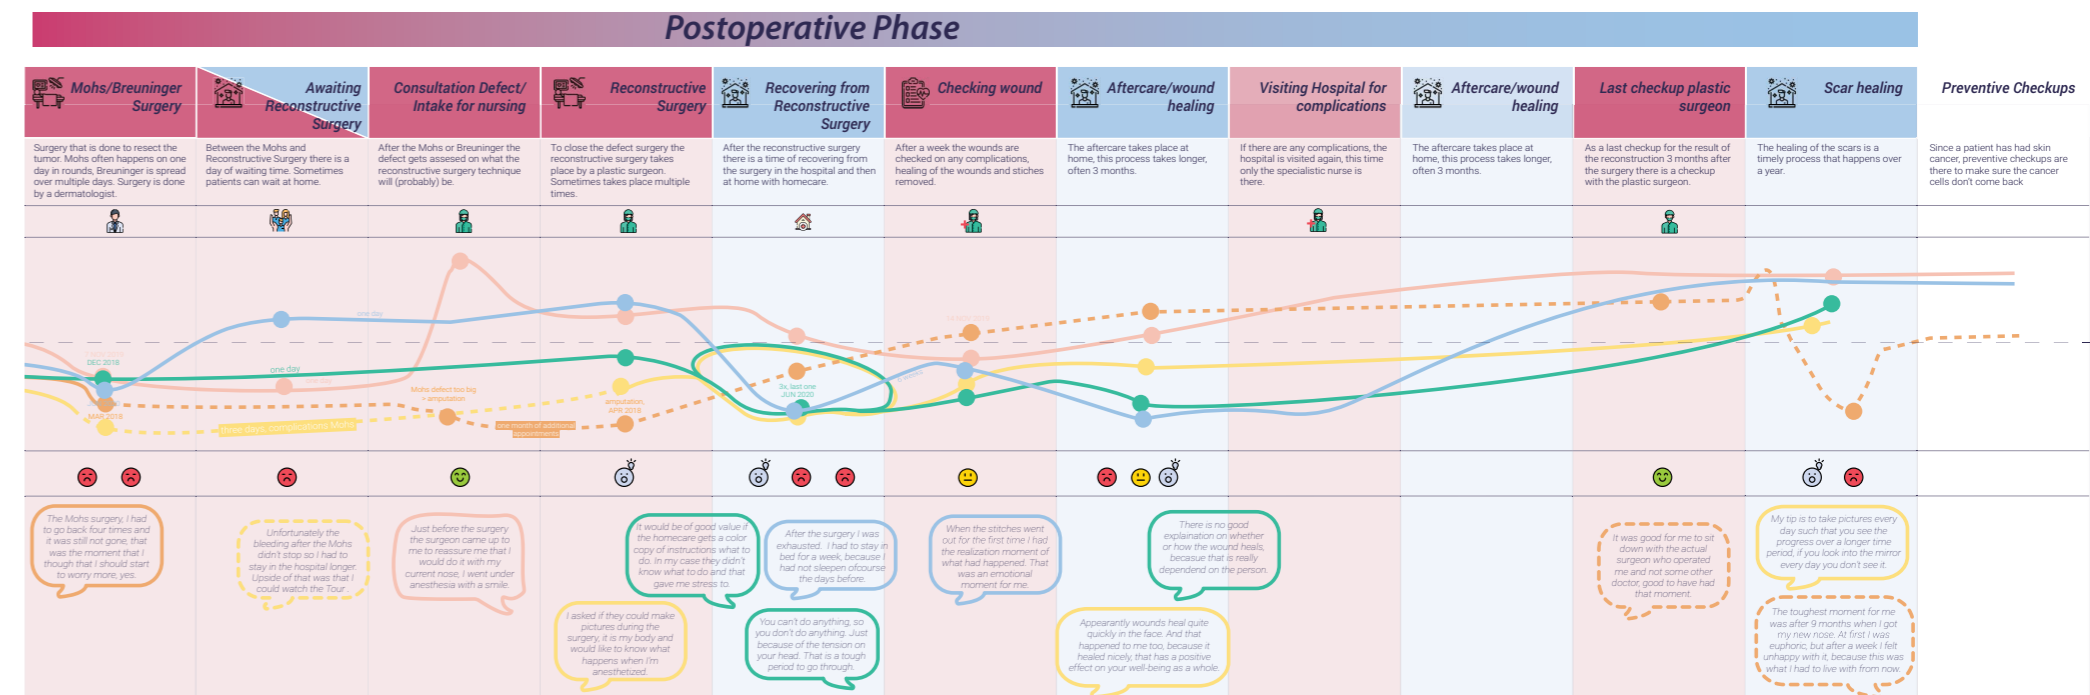 Postoperative Phase
Mohs/Breuninger
Surgery
Awaiting
Reconstructive
Surgery
Consultation Defect/
Intake for nursing
Reconstructive
Surgery
Recovering from
Reconstructive
Surgery
Checking wound
Aftercare/wound
healing
Visiting Hospital for
complications
Aftercare/wound
healing
Last checkup plastic
surgeon
Scar healing
Preventive Checkups
Surgery that is done to resect the
tumor. Mohs often happens on one
day in rounds, Breuninger is spread
over multiple days. Surgery is done
by a dermatologist.
Between the Mohs and
Reconstructive Surgery there is a
day of waiting time. Sometimes
patients can wait at home.
After the Mohs or Breuninger the
defect gets assesed on what the
reconstructive surgery technique
will (probably) be.
To close the defect surgery the
reconstructive surgery takes
place by a plastic surgeon.
Sometimes takes place multiple
times.
After the reconstructive surgery
there is a time of recovering from
the surgery in the hospital and then
at home with homecare.
After a week the wounds are
checked on any complications,
healing of the wounds and stiches
removed.
The aftercare takes place at
home, this process takes longer,
often 3 months.
If there are any complications, the
hospital is visited again, this time
only the specialistic nurse is
there.
The aftercare takes place at
home, this process takes longer,
often 3 months.
As a last checkup for the result of
the reconstruction 3 months after
the surgery there is a checkup
with the plastic surgeon.
The healing of the scars is a
timely process that happens over
a year.
Since a patient has had skin
cancer, preventive checkups are
there to make sure the cancer
cells don't come back
DEC 2018
MAR 2018
one day
one day
one day
three days, complications Mohs
Mohs defect too big
> amputation
one month of additional
appointments
amputation,
APR 2018
3x, last one
JUN 2020
The Mohs surgery, I had
to go back four times and
it was still not gone, that
was the moment that I
though that I should start
to worry more, yes.
Unfortunately the
bleeding after the Mohs
didn't stop so I had to
stay in the hospital longer.
Upside of that was that I
could watch the Tour .
Just before the surgery
the surgeon came up to
me to reassure me that I
would do it with my
current nose, I went under
anesthesia with a smile.
It would be of good value if
the homecare gets a color
copy of instructions what to
do. In my case they didn't
know what to do and that
gave me stress to.
I asked if they could make
pictures during the
surgery, it is my body and
would like to know what
happens when I'm
anesthetized.
After the surgery I was
exhausted. I had to stay in
bed for a week, because I
had not sleepen ofcourse
the days before.
You can't do anything, so
you don't do anything. Just
because of the tension on
your head. That is a tough
period to go through.
When the stitches went
out for the first time I had
the realization moment of
what had happened. That
was an emotional
moment for me.
There is no good
explaination on whether
or how the wound heals,
becasue that is really
dependend on the person.
Appearantly wounds heal quite
quickly in the face. And that
happened to me too, because it
healed nicely, that has a positive
effect on your well-being as a whole.
It was good for me to sit
down with the actual
surgeon who operated
me and not some other
doctor, good to have had
that moment.
My tip is to take pictures every
day such that you see the
progress over a longer time
period, if you look into the mirror
every day you don't see it.
The toughest moment for me
was after 9 months when I got
my new nose. At first I was
euphoric, but after a week I felt
unhappy with it, because this was
what I had to live with from now.